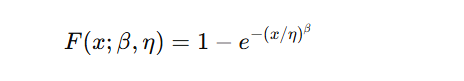 F(x; β, η) = 1 − e^{−(x/η)^β}